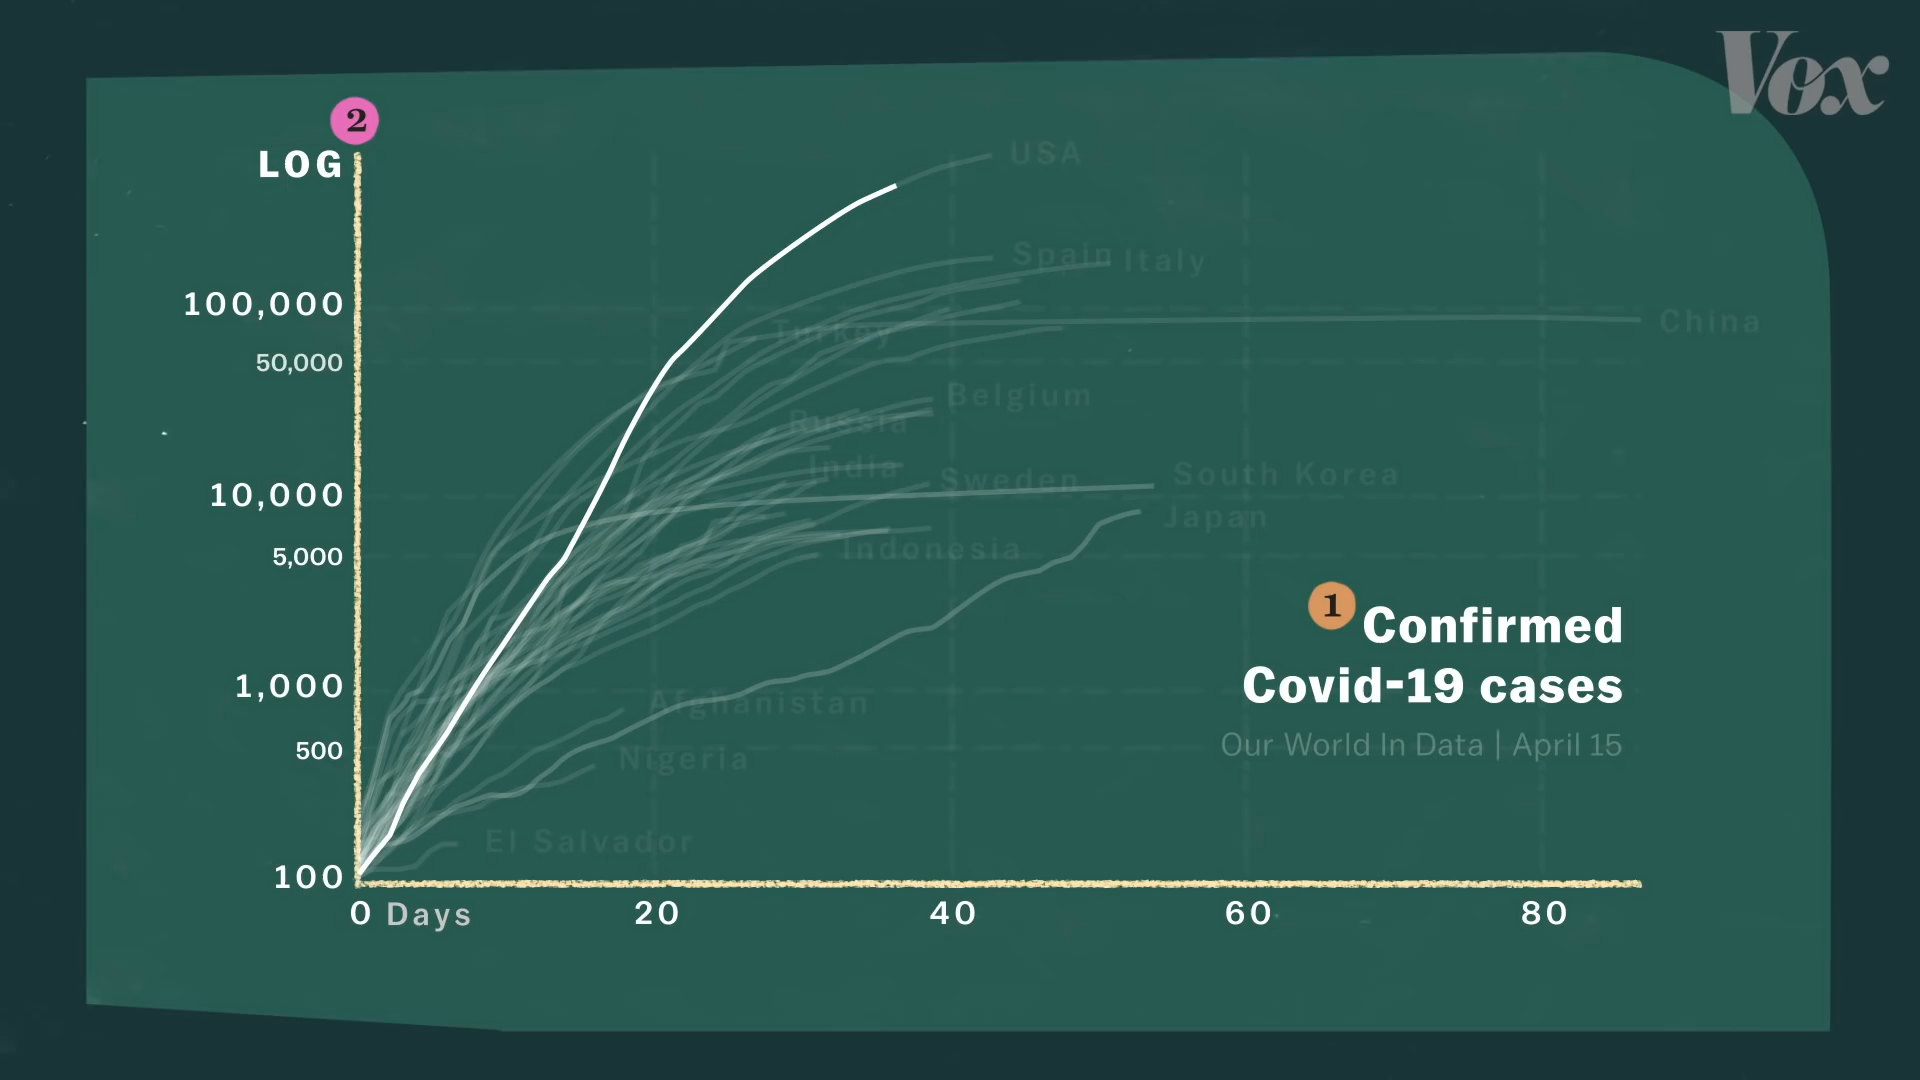 Vox
2
LOG
USA
Spain
Italy
100,000
China
Turkey
50,000
Belgium
Russia
India
Sweden
South Korea
10,000
Japan
Indonesia
5,000
1
Confirmed
Covid-19 cases
1,000
Afghanistan
Our World In Data | April 15
500
Nigeria
El Salvador
100
0 Days 20 40 60 80